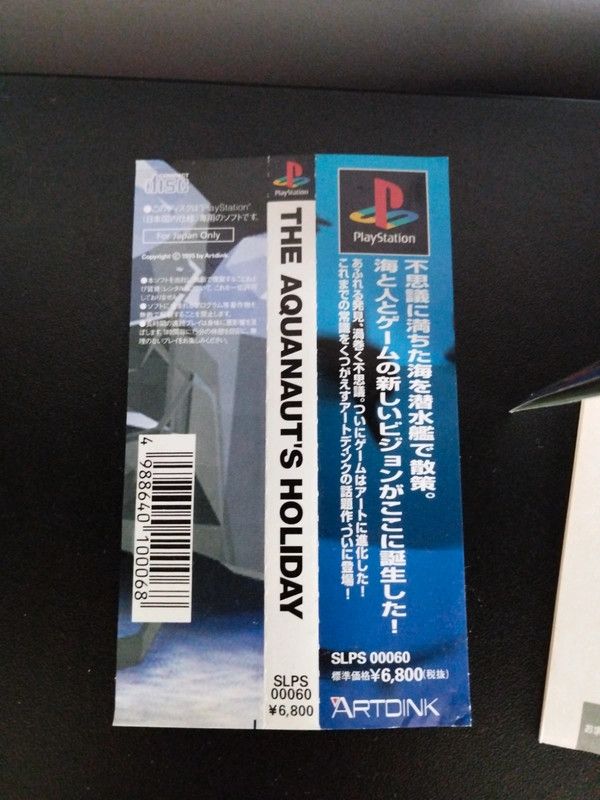 COMPACT
disc
●このディスクは"PlayStation"
(日本国内仕様)専用のソフトです。
For Japan Only
Copyright © 1995 by Artdink.
4 988640 100068
PlayStation
THE AQUANAUT'S HOLIDAY
SLPS
00060
¥6,800
PlayStation
不思議に満ちた海を潜水艦で散策。
海と人とゲームの新しいビジョンがここに誕生した!
あふれる発見、渦巻く不思議。ついにゲームはアートに進化した!
これまでの常識をくつがえすアートディンクの話題作、ついに登場!
SLPS 00060
標準価格¥6,800(税抜)
ARTDINK